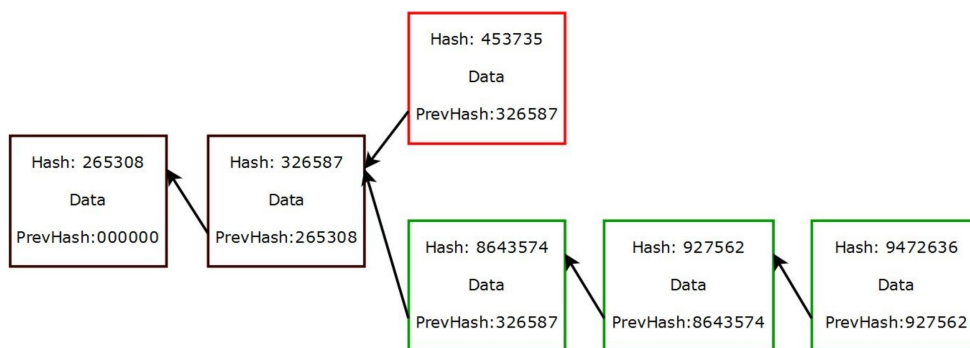 Hash: 453735
Data
PrevHash:326587
Hash: 265308
Data
PrevHash:000000
Hash: 326587
Data
PrevHash:265308
Hash: 8643574
Data
PrevHash:326587
Hash: 927562
Data
PrevHash:8643574
Hash: 9472636
Data
PrevHash:927562